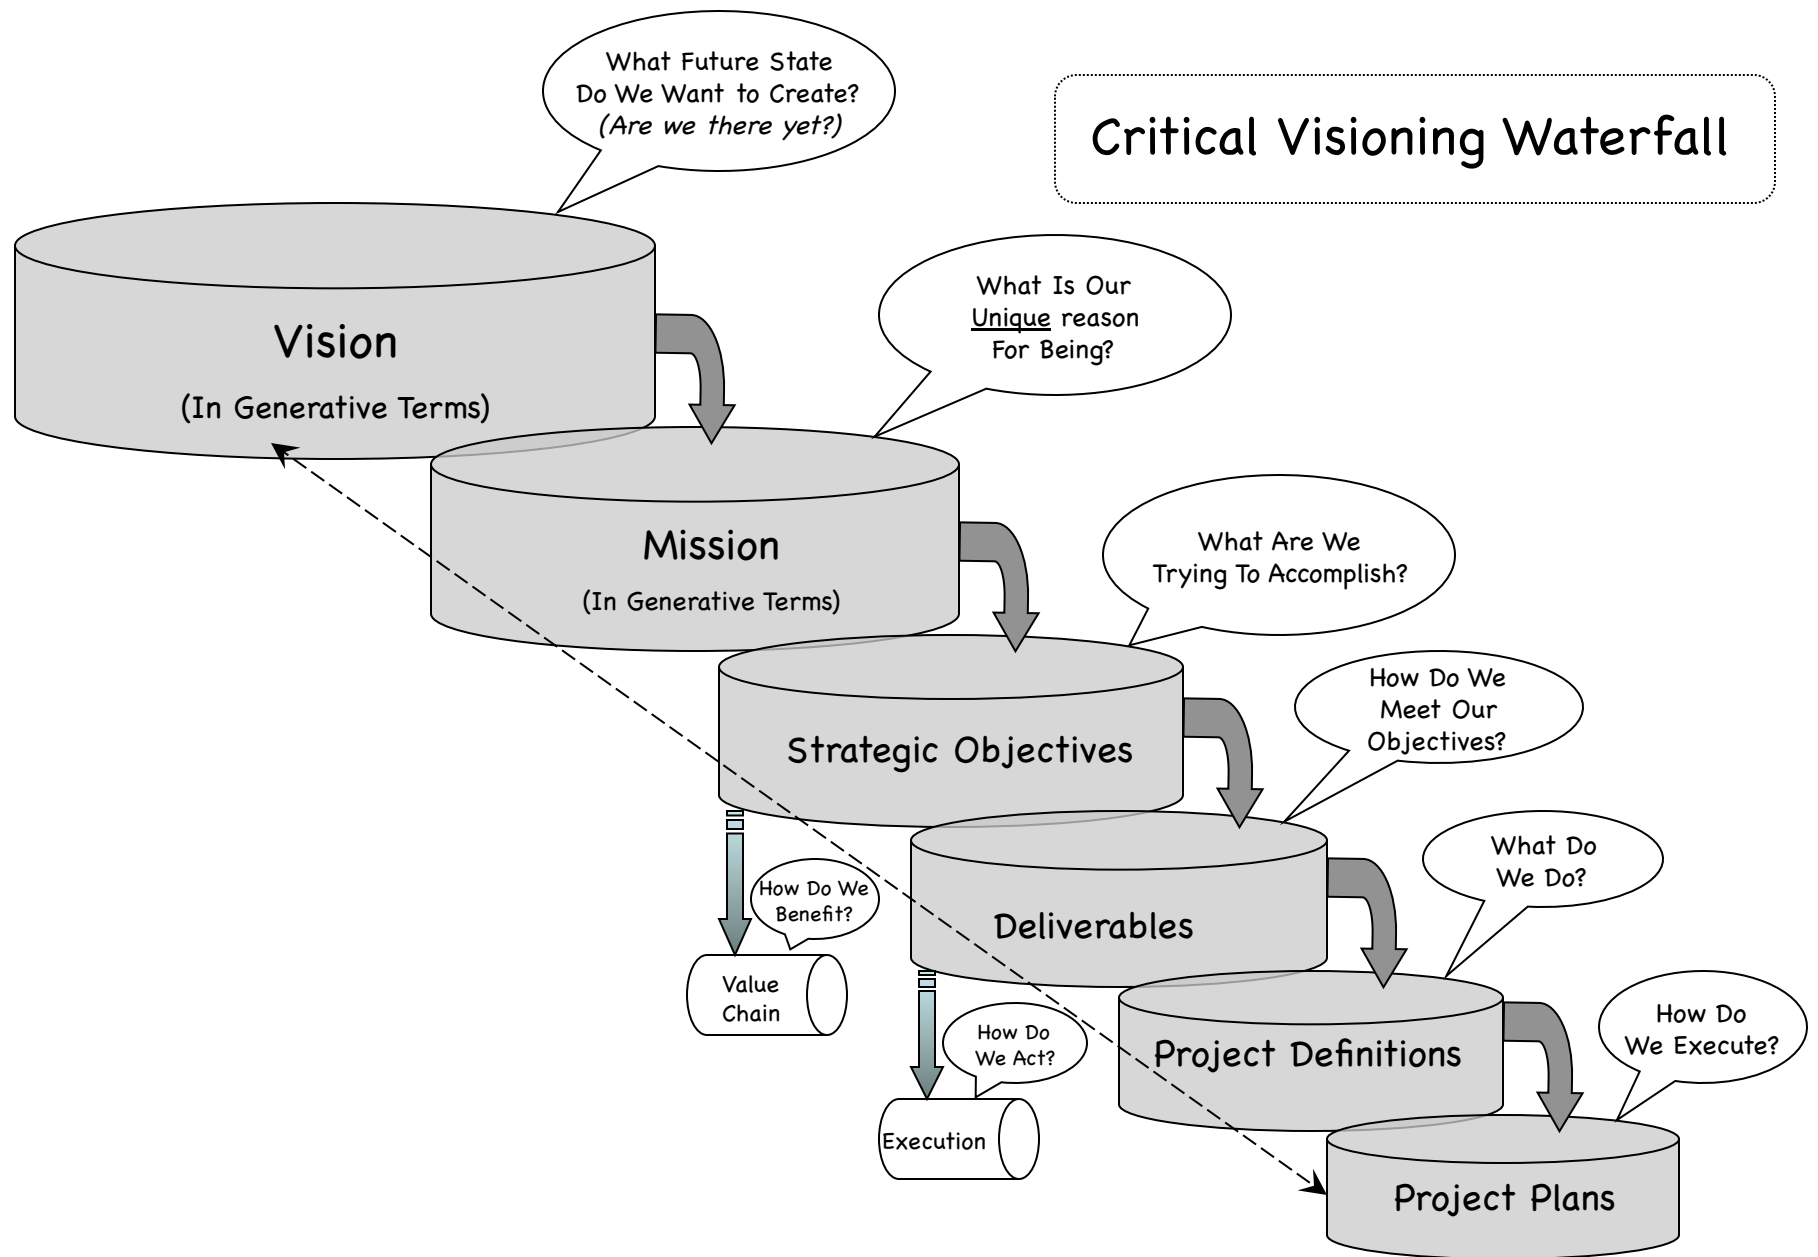 What Future State
Do We Want to Create?
(Are we there yet?)
Critical Visioning Waterfall
Vision
(In Generative Terms)
What Is Our
Unique reason
For Being?
Mission
(In Generative Terms)
What Are We
Trying To Accomplish?
Strategic Objectives
How Do We
Meet Our
Objectives?
How Do We
Benefit?
Value
Chain
Deliverables
What Do
We Do?
How Do
We Act?
Execution
Project Definitions
How Do
We Execute?
Project Plans